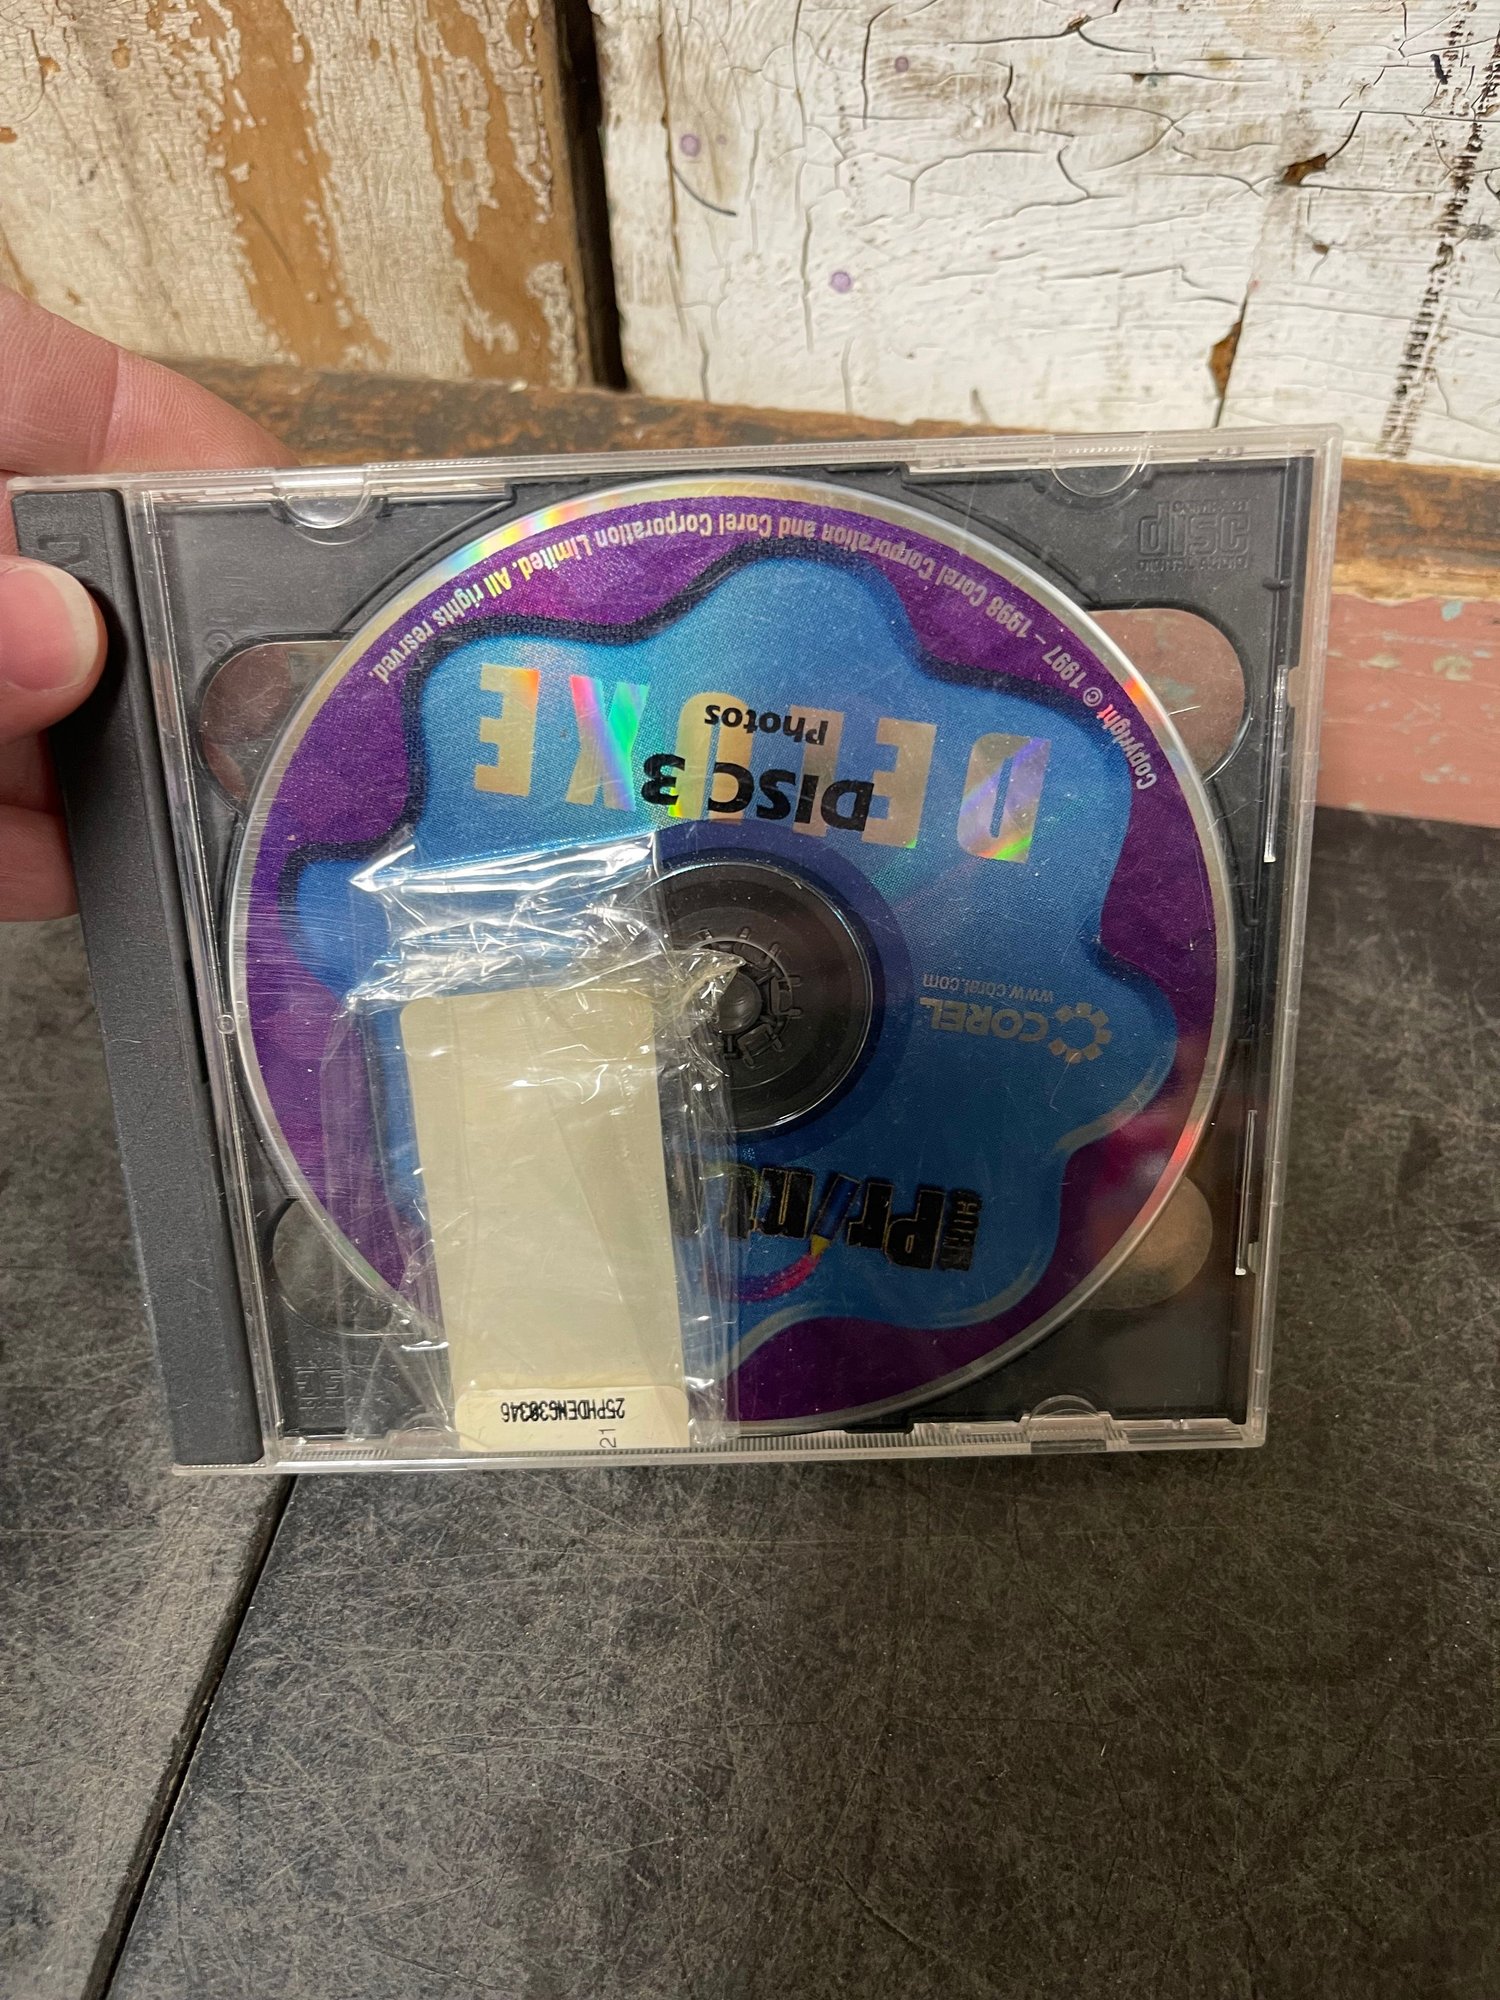 21
Print
COREL
www.corel.com
DISC 3
Photos
DELUXE
Copyright © 1997 – 1998 Corel Corporation and Corel Corporation Limited. All rights reserved.
disc